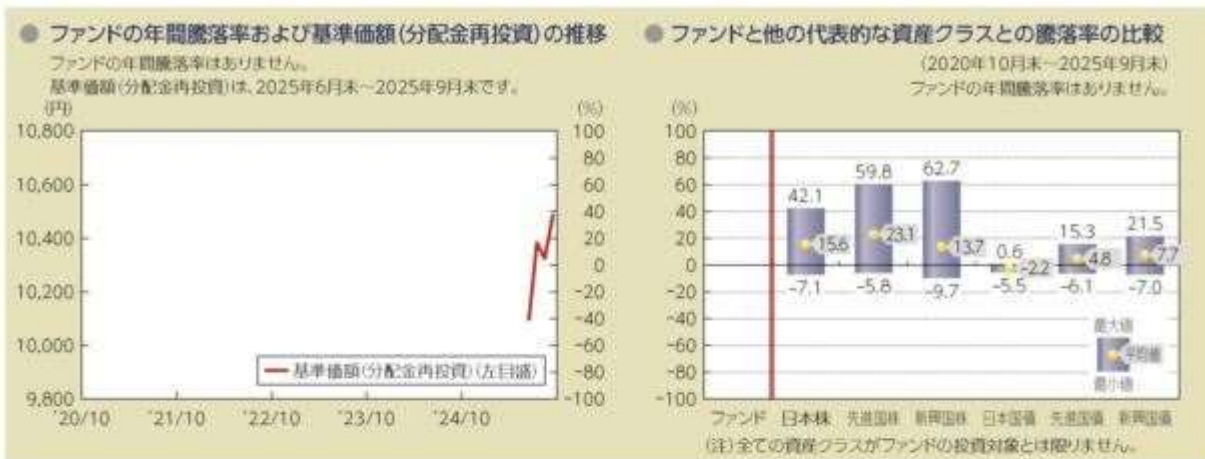 ● ファンドの年間騰落率および基準価額(分配金再投資)の推移
ファンドの年間騰落率はありません。
基準価額(分配金再投資)は、2025年6月末～2025年9月末です。
(円)
(%)
10,800
10,600
10,400
10,200
10,000
9,800
100
80
60
40
20
0
-20
-40
-60
-80
-100
基準価額(分配金再投資)(左目盛)
'20/10 '21/10 '22/10 '23/10 '24/10
● ファンドと他の代表的な資産クラスとの騰落率の比較
(2020年10月末～2025年9月末)
ファンドの年間騰落率はありません。
(%)
100
80
60
40
20
0
-20
-40
-60
-80
-100
42.1 59.8 62.7 0.6 15.3 21.5
15.6 23.1 13.7 -2.2 4.8 7.7
-7.1 -5.8 -9.7 -5.5 -6.1 -7.0
最大値
平均値
最小値
ファンド 日本株 先進国株 新興国株 日本国債 先進国債 新興国債
(注)全ての資産クラスがファンドの投資対象とは限りません。